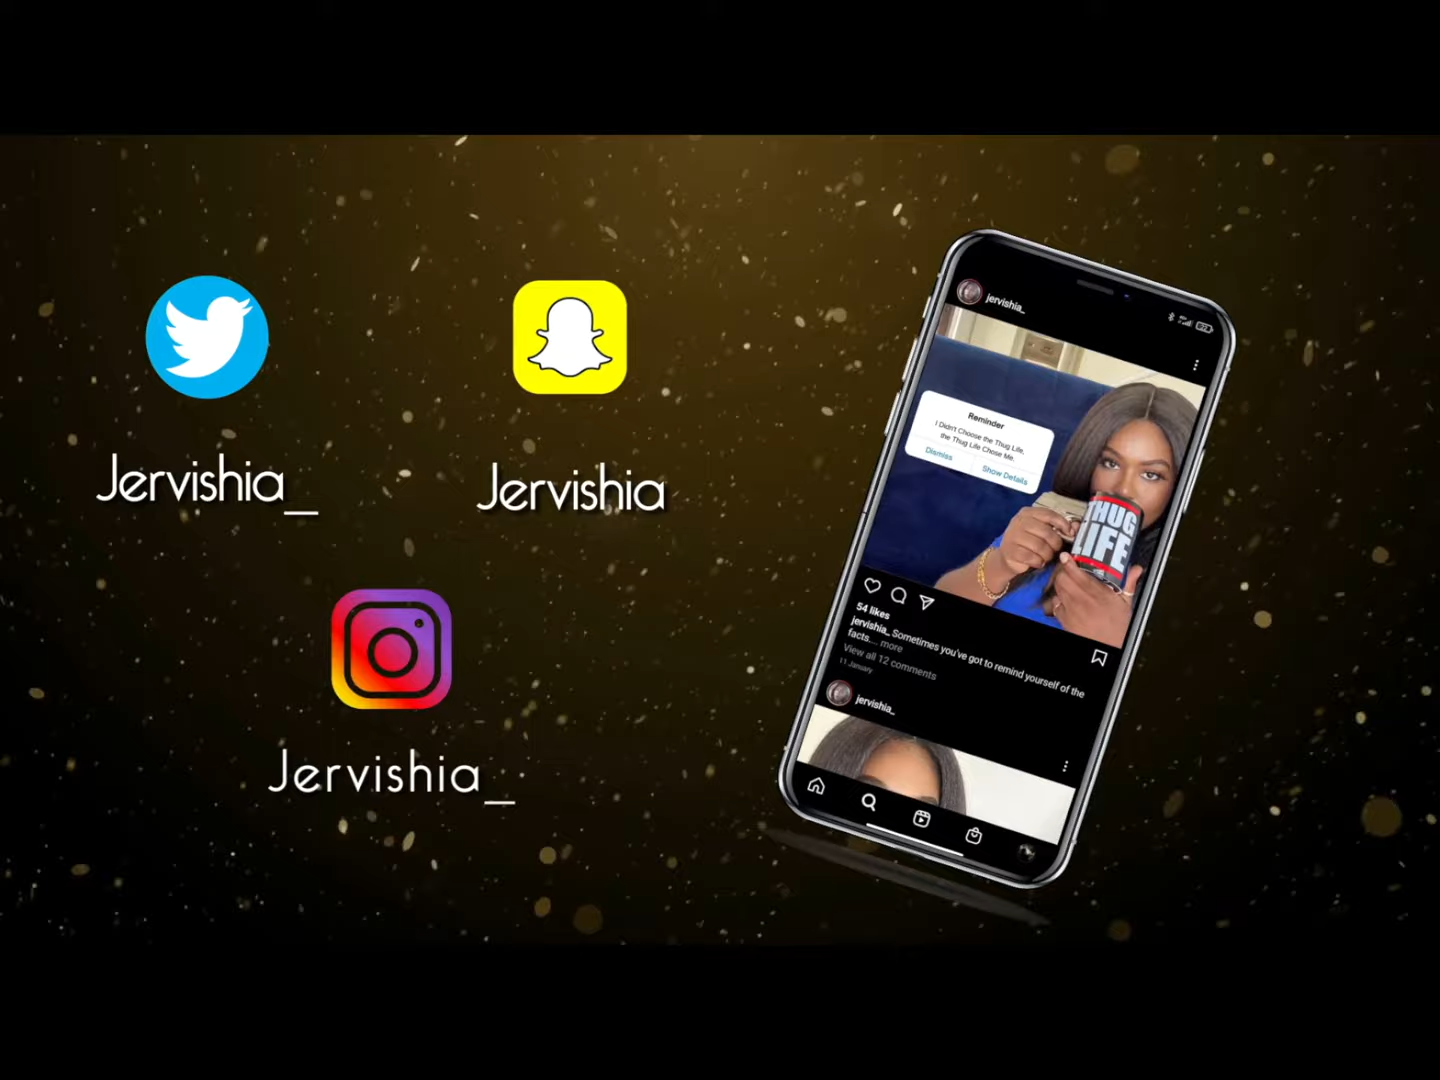 Jervishia_
Jervishia
Jervishia_
jervishia_
Reminder
I Didn't Choose the Thug Life,
the Thug Life Chose Me.
Dismiss
Show Details
THUG
LIFE
54 likes
jervishia_ Sometimes you've got to remind yourself of the
facts.... more
View all 12 comments
11 January
jervishia_